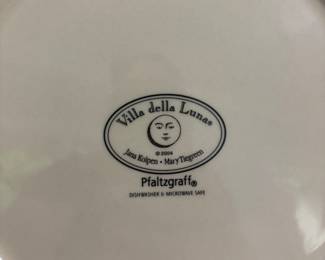 Villa della Luna®
© 2004
Jana Kolpen • Mary Tiegreen
Pfaltzgraff®
DISHWASHER & MICROWAVE SAFE